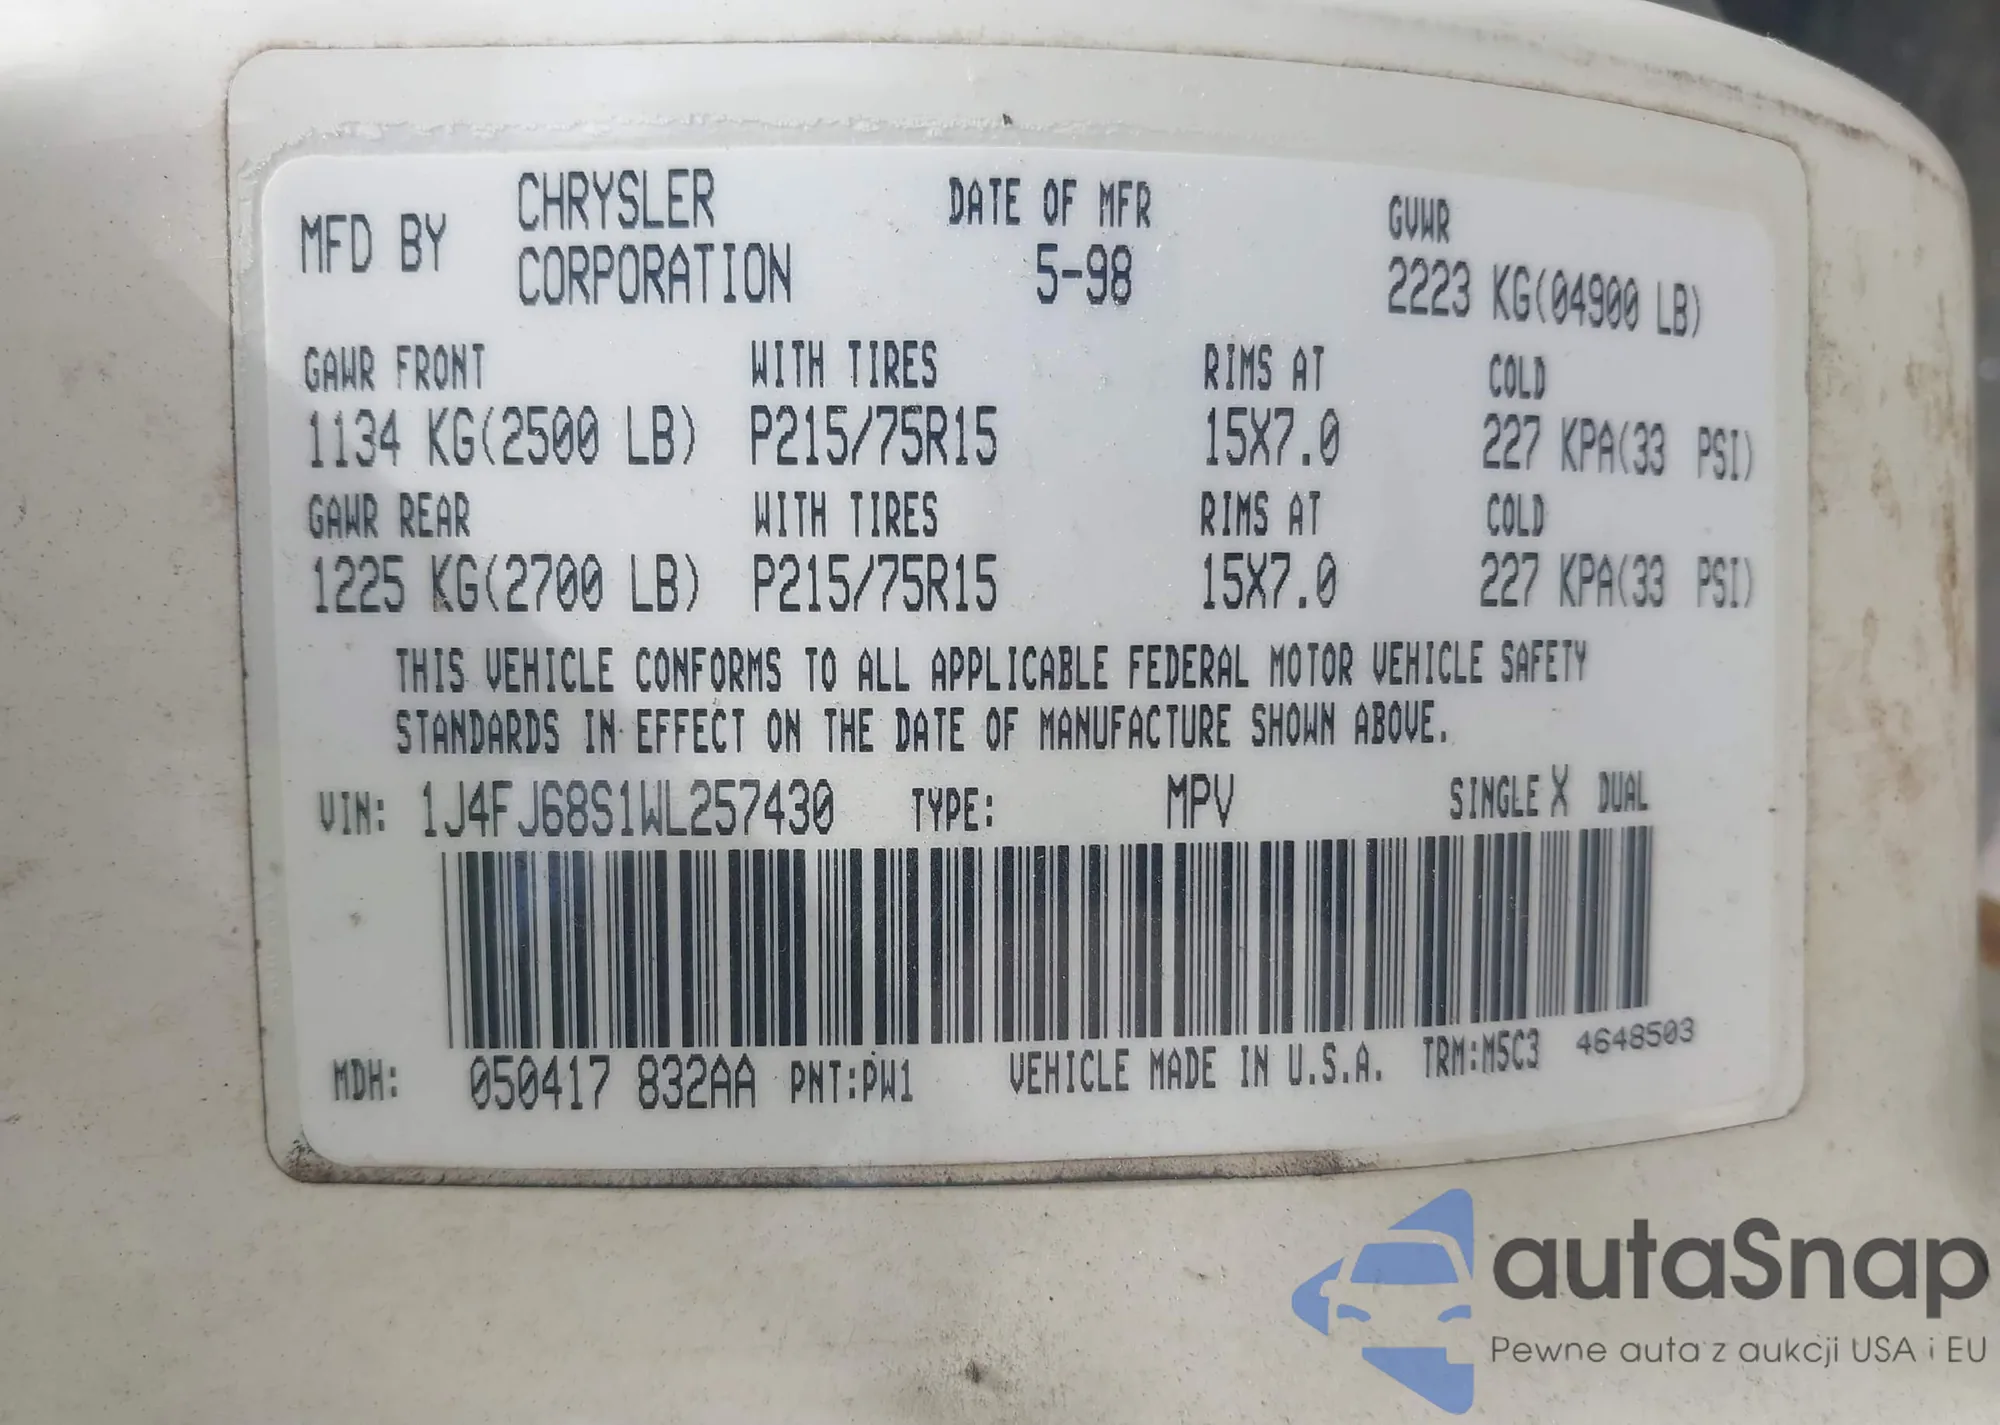 MFD BY CHRYSLER CORPORATION DATE OF MFR 5-98 GVWR 2223 KG(04900 LB)
GAWR FRONT WITH TIRES RIMS AT COLD
1134 KG(2500 LB) P215/75R15 15X7.0 227 KPA(33 PSI)
GAWR REAR WITH TIRES RIMS AT COLD
1225 KG(2700 LB) P215/75R15 15X7.0 227 KPA(33 PSI)
THIS VEHICLE CONFORMS TO ALL APPLICABLE FEDERAL MOTOR VEHICLE SAFETY
STANDARDS IN EFFECT ON THE DATE OF MANUFACTURE SHOWN ABOVE.
VIN: 1J4FJ68S1WL257430 TYPE: MPV SINGLE X DUAL
MDH: 050417 832AA PNT:PW1 VEHICLE MADE IN U.S.A. TRM:M5C3 4648503
autaSnap
Pewne auta z aukcji USA i EU